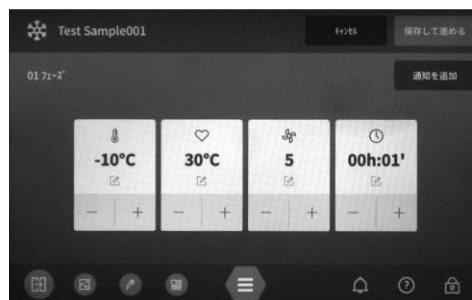 Test Sample001
ｷｬﾝｾﾙ
保存して進める
01 ﾌｪｰｽﾞ
通知を追加
-10°C
30°C
5
00h:01'
− +
− +
− +
− +